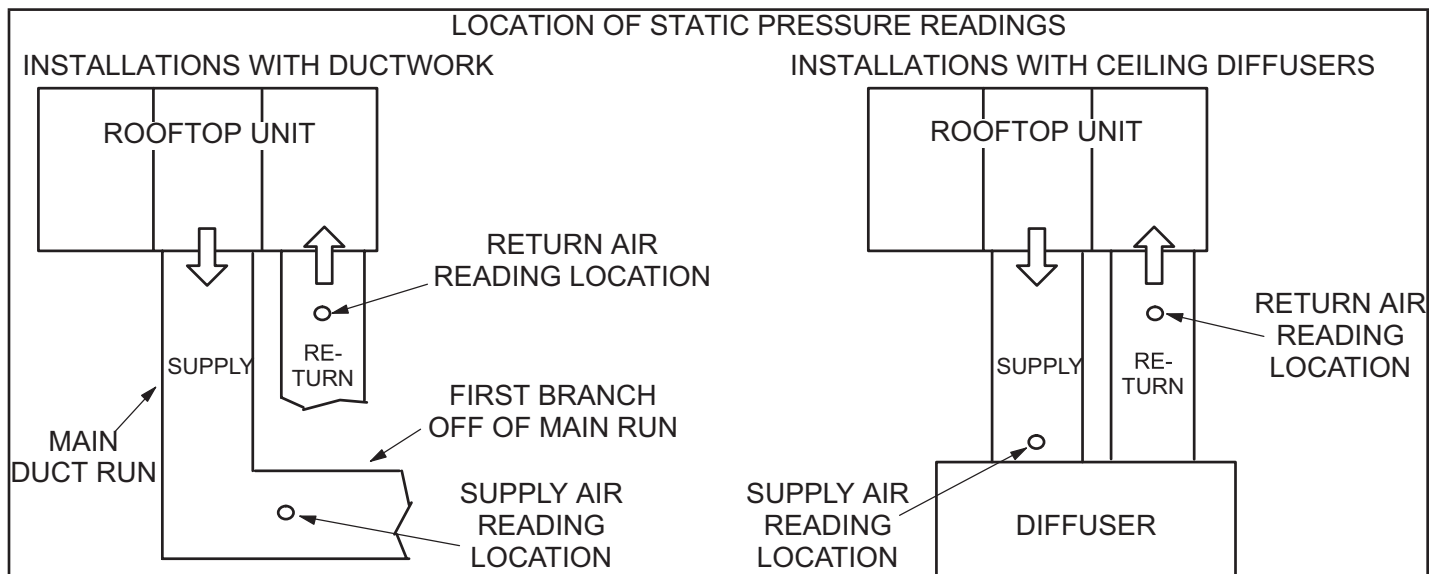 LOCATION OF STATIC PRESSURE READINGS
INSTALLATIONS WITH DUCTWORK
ROOFTOP UNIT
RETURN AIR
READING LOCATION
SUPPLY
RE-
TURN
FIRST BRANCH
OFF OF MAIN RUN
MAIN
DUCT RUN
SUPPLY AIR
READING
LOCATION
INSTALLATIONS WITH CEILING DIFFUSERS
ROOFTOP UNIT
RETURN AIR
READING
LOCATION
SUPPLY
RE-
TURN
SUPPLY AIR
READING
LOCATION
DIFFUSER